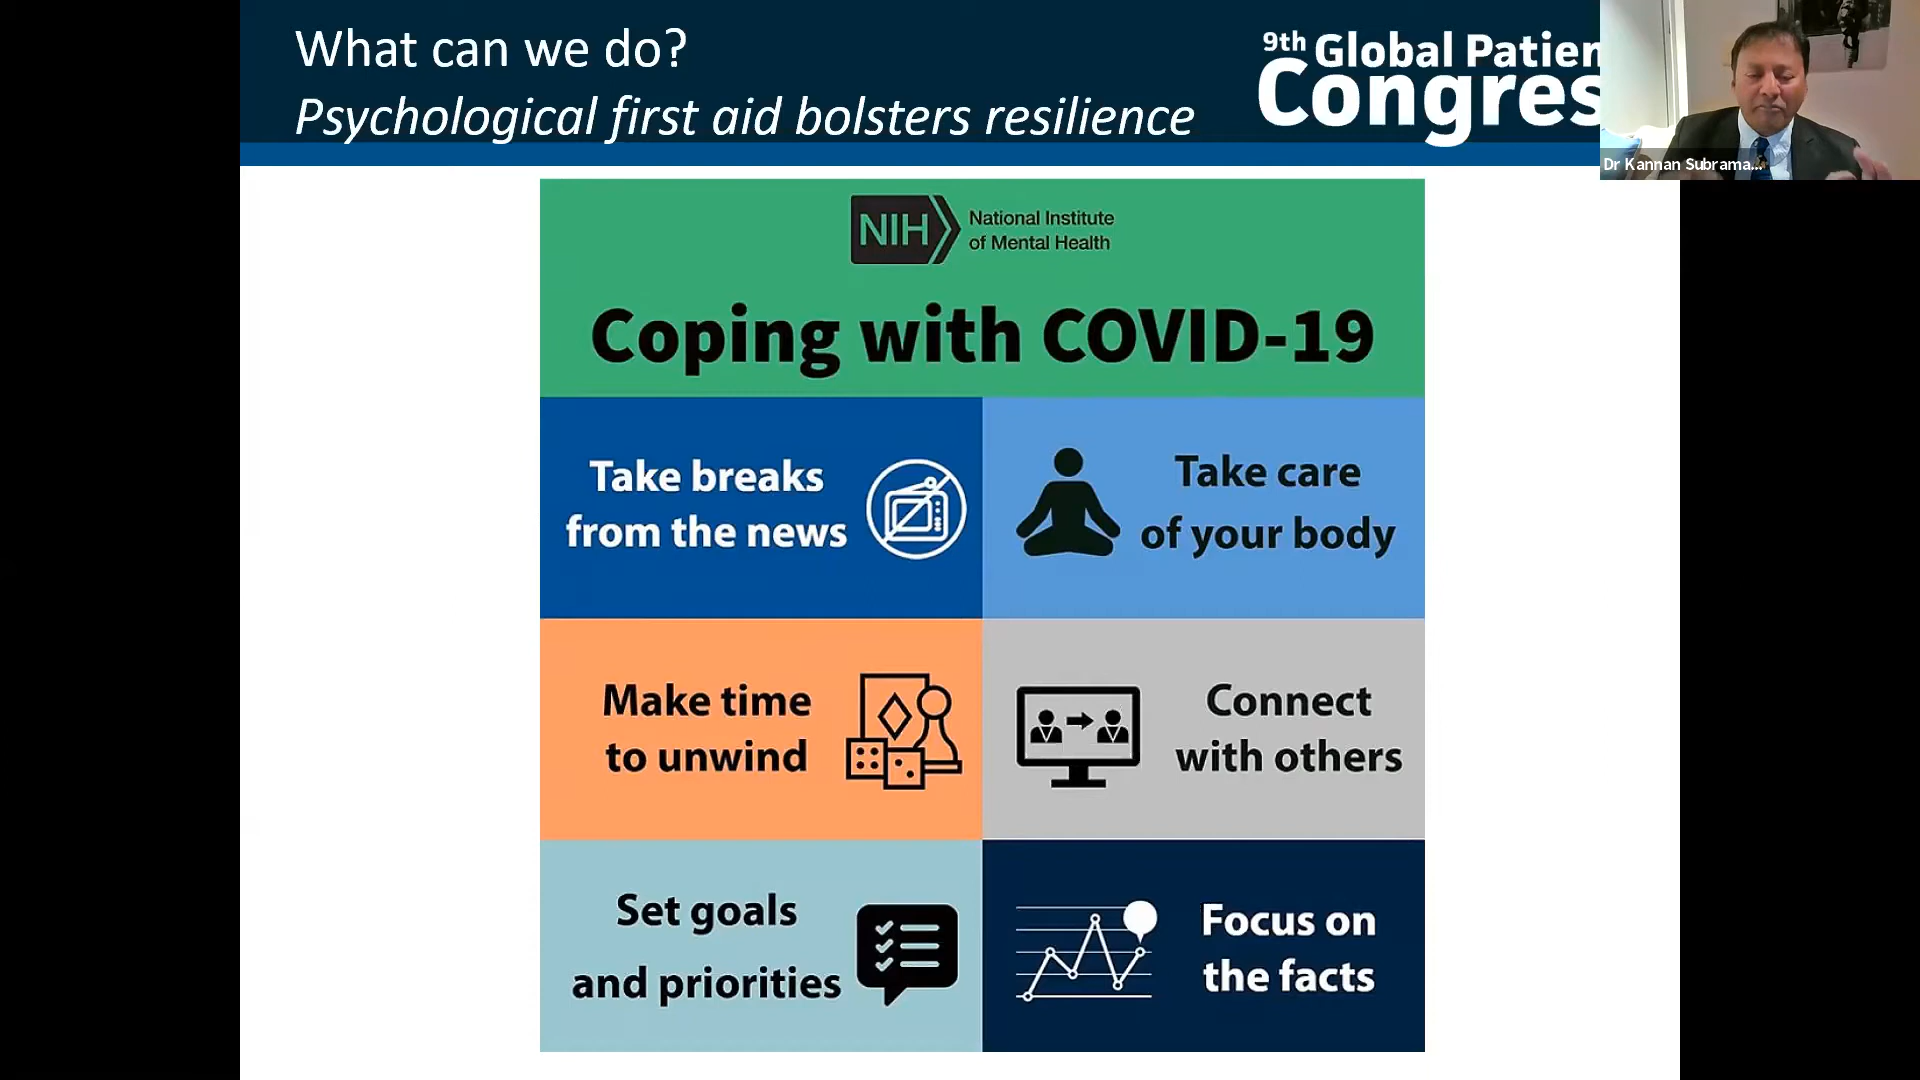 What can we do?
Psychological first aid bolsters resilience
9th Global Patien
Congres
Dr Kannan Subrama...
NIH
National Institute
of Mental Health
Coping with COVID-19
Take breaks
from the news
Take care
of your body
Make time
to unwind
Connect
with others
Set goals
and priorities
Focus on
the facts